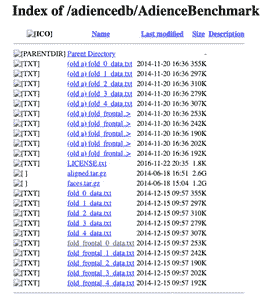 Index of /adiencedb/AdienceBenchmark
[ICO] Name Last modified Size Description
[PARENTDIR] Parent Directory -
[TXT] (old a) fold_0_data.txt 2014-11-20 16:36 355K
[TXT] (old a) fold_1_data.txt 2014-11-20 16:36 297K
[TXT] (old a) fold_2_data.txt 2014-11-20 16:36 310K
[TXT] (old a) fold_3_data.txt 2014-11-20 16:36 279K
[TXT] (old a) fold_4_data.txt 2014-11-20 16:36 307K
[TXT] (old a) fold_frontal_..> 2014-11-20 16:36 253K
[TXT] (old a) fold_frontal_..> 2014-11-20 16:36 242K
[TXT] (old a) fold_frontal_..> 2014-11-20 16:36 190K
[TXT] (old a) fold_frontal_..> 2014-11-20 16:36 202K
[TXT] (old a) fold_frontal_..> 2014-11-20 16:36 192K
[TXT] LICENSE.txt 2016-11-22 20:35 1.8K
[ ] aligned.tar.gz 2014-06-18 16:51 2.6G
[ ] faces.tar.gz 2014-06-18 15:04 1.2G
[TXT] fold_0_data.txt 2014-12-15 09:57 355K
[TXT] fold_1_data.txt 2014-12-15 09:57 297K
[TXT] fold_2_data.txt 2014-12-15 09:57 310K
[TXT] fold_3_data.txt 2014-12-15 09:57 279K
[TXT] fold_4_data.txt 2014-12-15 09:57 307K
[TXT] fold_frontal_0_data.txt 2014-12-15 09:57 253K
[TXT] fold_frontal_1_data.txt 2014-12-15 09:57 242K
[TXT] fold_frontal_2_data.txt 2014-12-15 09:57 190K
[TXT] fold_frontal_3_data.txt 2014-12-15 09:57 202K
[TXT] fold_frontal_4_data.txt 2014-12-15 09:57 192K